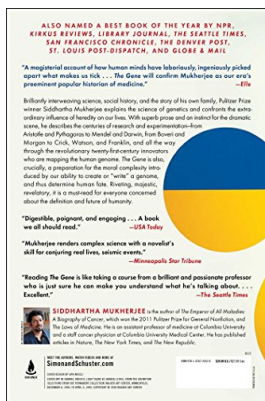 ALSO NAMED A BEST BOOK OF THE YEAR BY NPR,
KIRKUS REVIEWS, LIBRARY JOURNAL, THE SEATTLE TIMES,
SAN FRANCISCO CHRONICLE, THE DENVER POST,
ST. LOUIS POST-DISPATCH, AND GLOBE & MAIL
"A magisterial account of how human minds have laboriously, ingeniously picked
apart what makes us tick . . . The Gene will confirm Mukherjee as our era's
preeminent popular historian of medicine." —Elle
Brilliantly interweaving science, social history, and the story of his own family, Pulitzer Prize
winner Siddhartha Mukherjee explains the science of genetics and confronts the extra-
ordinary influence of heredity on our lives. With superb prose and an instinct for the dramatic
scene, he describes the centuries of research and experimentation—from
Aristotle and Pythagoras to Mendel and Darwin, from Boveri and
Morgan to Crick, Watson, and Franklin, and all the way
through the revolutionary twenty-first-century innovators
who are mapping the human genome. The Gene is also,
crucially, a preparation for the moral complexity intro-
duced by our ability to create or "write" a genome,
and thus determine human fate. Riveting, majestic,
revelatory, it is a must-read for everyone concerned
about the definition and future of humanity.
"Digestible, poignant, and engaging . . . A book
we all should read." —USA Today
"Mukherjee renders complex science with a novelist's
skill for conjuring real lives, seismic events."
—Minneapolis Star Tribune
"Reading The Gene is like taking a course from a brilliant and passionate professor
who is just sure he can make you understand what he's talking about. . . .
Excellent." —The Seattle Times
SIDDHARTHA MUKHERJEE is the author of The Emperor of All Maladies:
A Biography of Cancer, which won the 2011 Pulitzer Prize for General Nonfiction, and
The Laws of Medicine. He is an assistant professor of medicine at Columbia University
and a staff cancer physician at Columbia University Medical Center. He has published
articles in Nature, The New York Times, and The New Republic.
MEET THE AUTHORS, WATCH VIDEOS AND MORE AT
SimonandSchuster.com